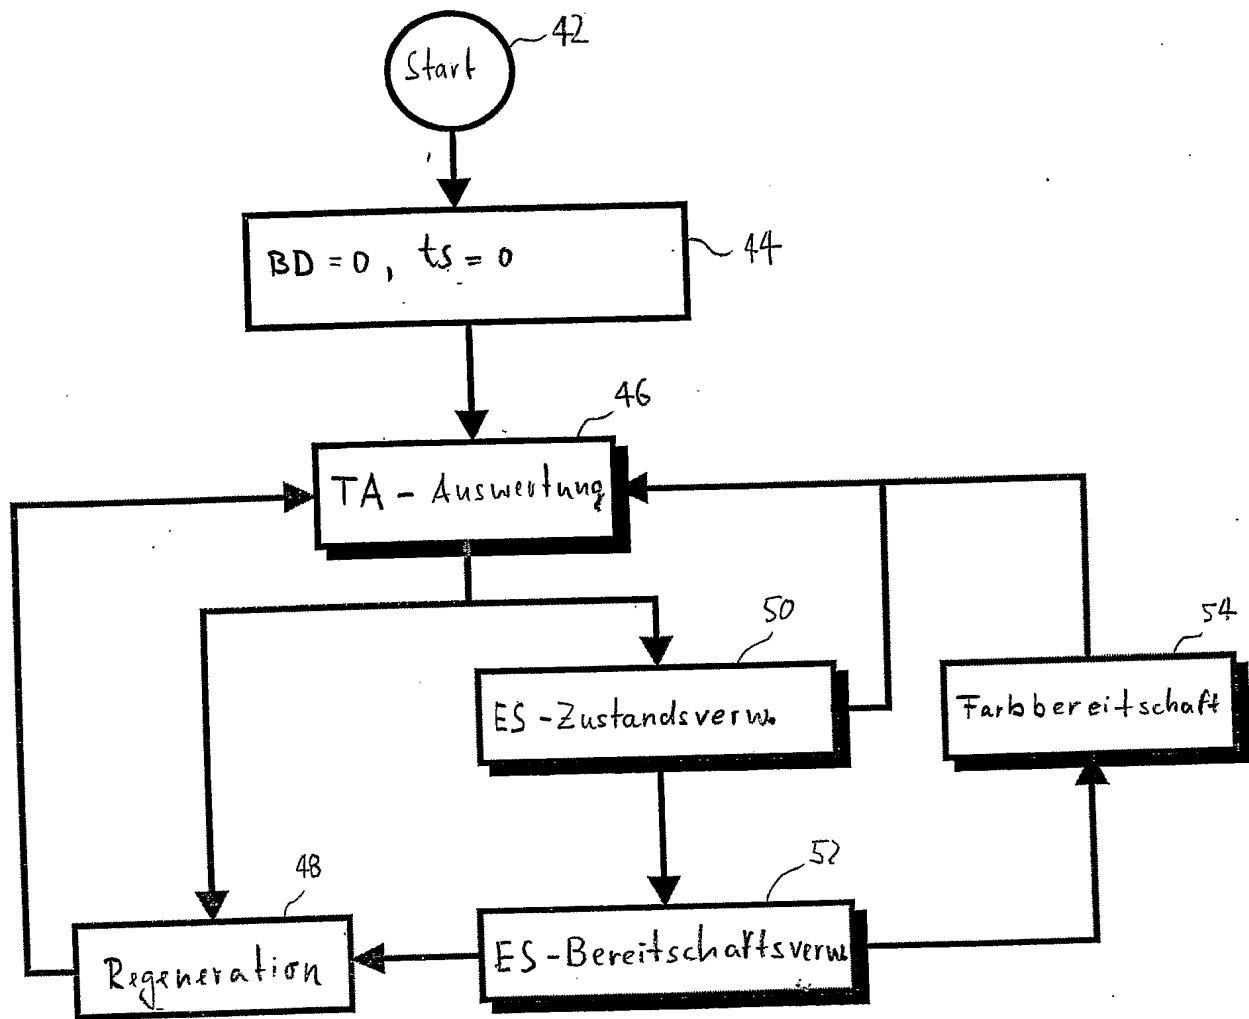 Start
42
BD = 0, ts = 0
44
46
TA - Auswertung
50
54
ES - Zustandsverw.
Farbbereitschaft
52
48
ES - Bereitschaftsverw.
Regeneration